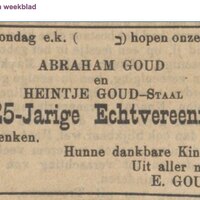 weekblad
ondag e.k. ( ב ) hopen onze
ABRAHAM GOUD
en
HEINTJE GOUD-STAAL
25-Jarige Echtvereen
enken.
Hunne dankbare Kin
Uit aller n
E. GOU